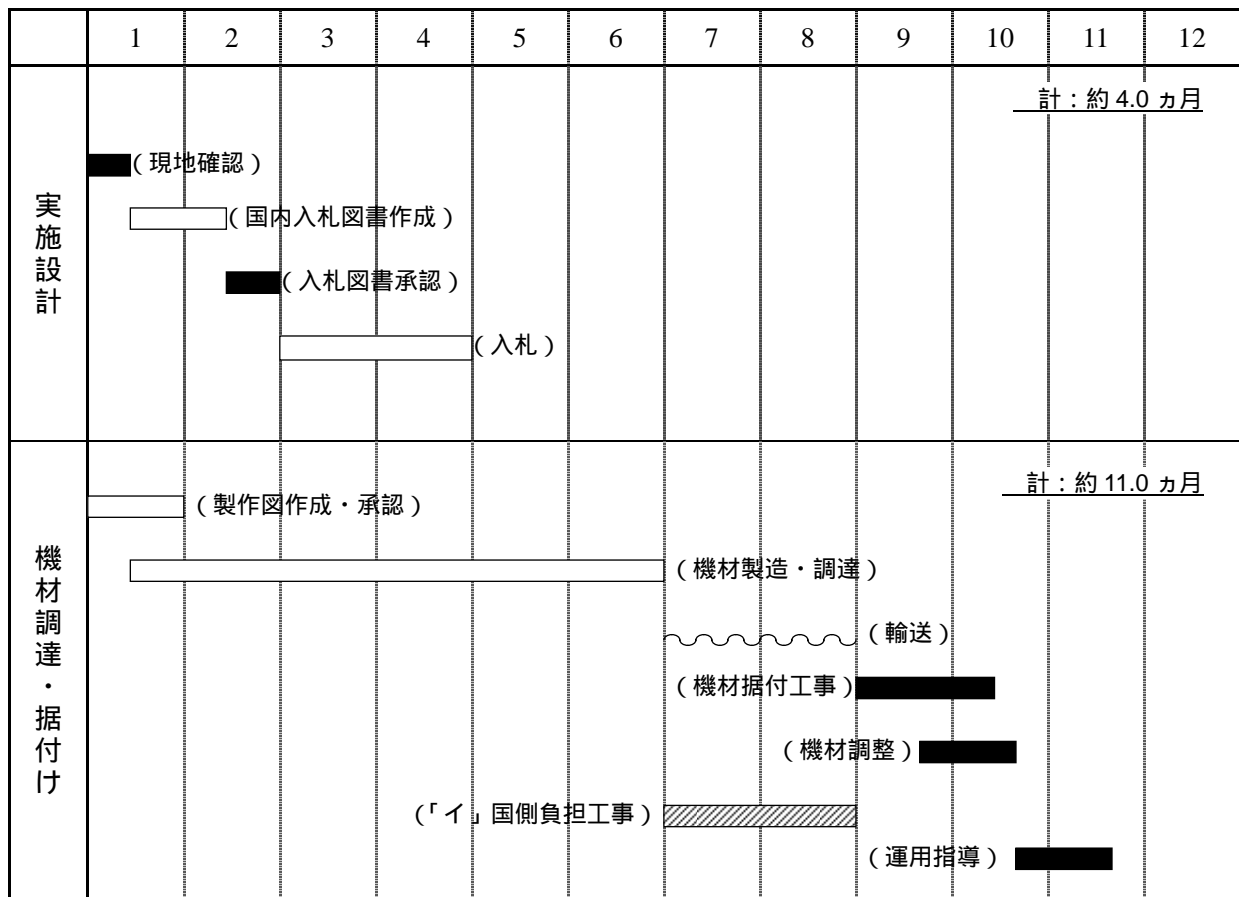 1 2 3 4 5 6 7 8 9 10 11 12
実施設計
計：約 4.0 ヵ月
（現地確認）
（国内入札図書作成）
（入札図書承認）
（入札）
機材調達・据付け
計：約 11.0 ヵ月
（製作図作成・承認）
（機材製造・調達）
（輸送）
（機材据付工事）
（機材調整）
（「イ」国側負担工事）
（運用指導）